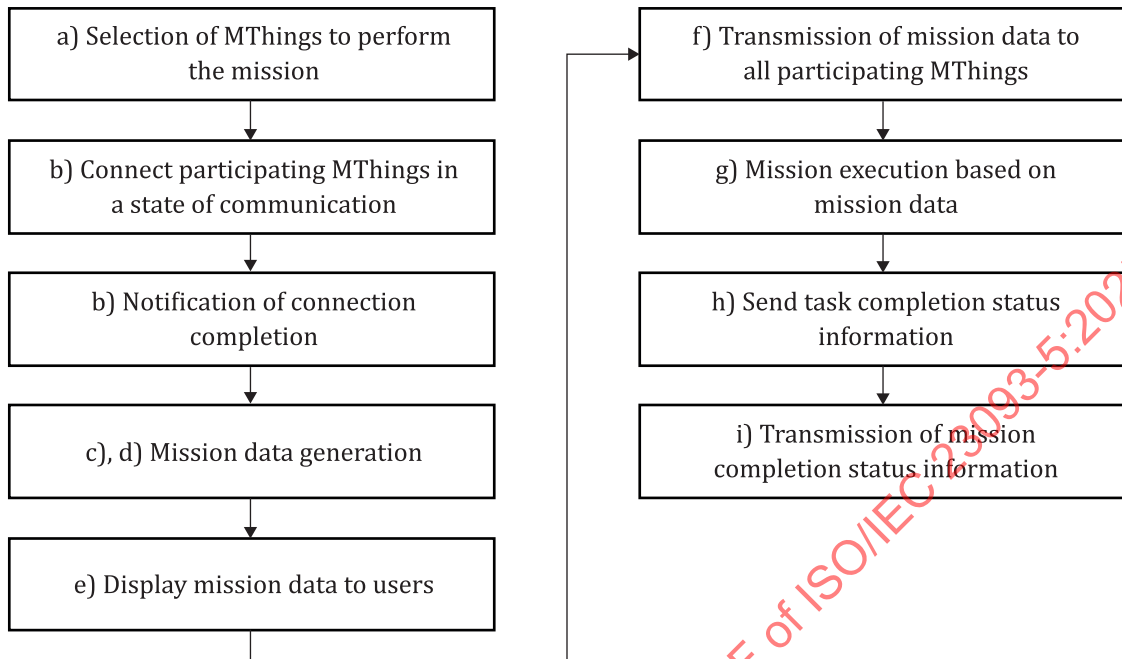 a) Selection of MThings to perform
the mission
b) Connect participating MThings in
a state of communication
b) Notification of connection
completion
c), d) Mission data generation
e) Display mission data to users
f) Transmission of mission data to
all participating MThings
g) Mission execution based on
mission data
h) Send task completion status
information
i) Transmission of mission
completion status information
of ISO/IEC 23093-5:202